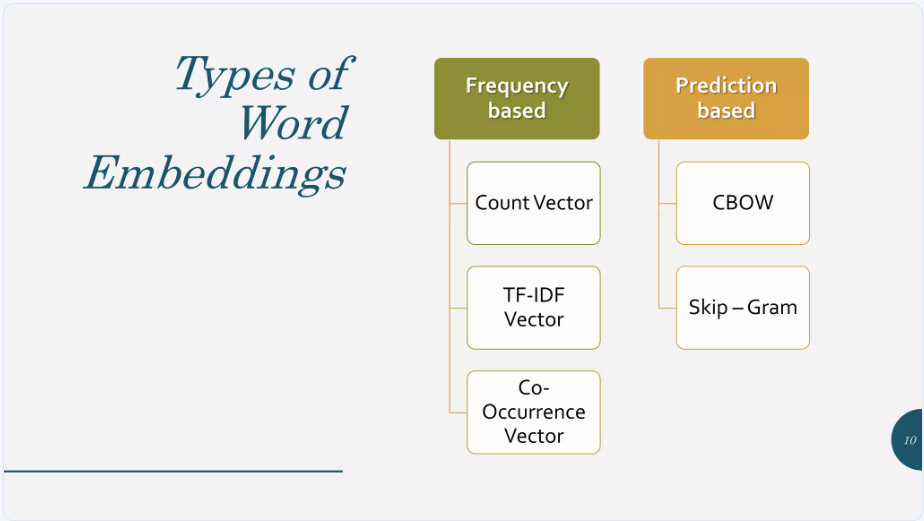 Types of
Word
Embeddings
Frequency
based
Count Vector
TF-IDF
Vector
Co-
Occurrence
Vector
Prediction
based
CBOW
Skip – Gram
10